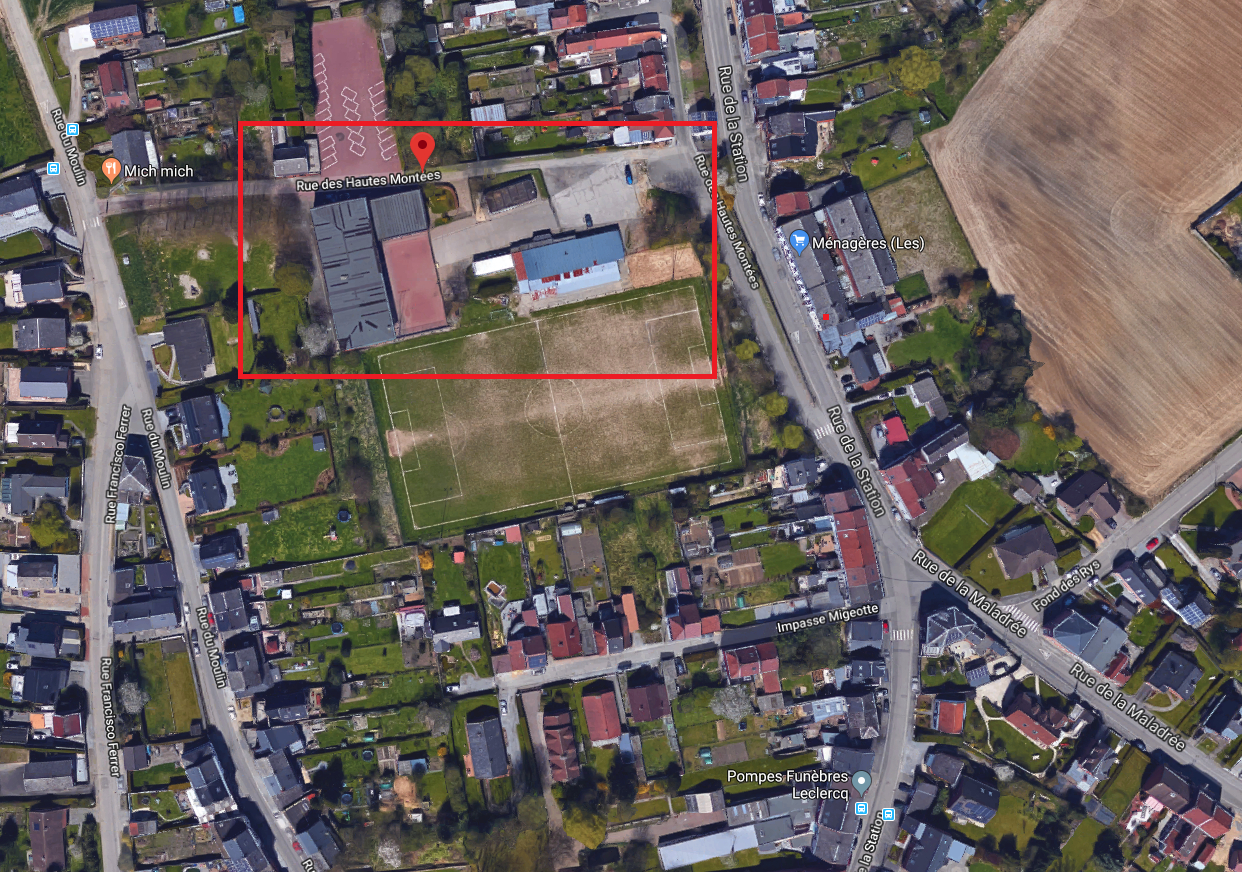 Rue de la Station
Rue du Moulin
Mich mich
Rue des Hautes Montées
Rue des Hautes Montées
Ménagères (Les)
Rue Francisco Ferrer
Rue du Moulin
Rue de la Station
Rue de la Maladrée
Fond des Rys
Impasse Migeotte
Rue du Moulin
Rue Francisco Ferrer
Rue de la Maladrée
Pompes Funèbres
Leclercq
e la Station